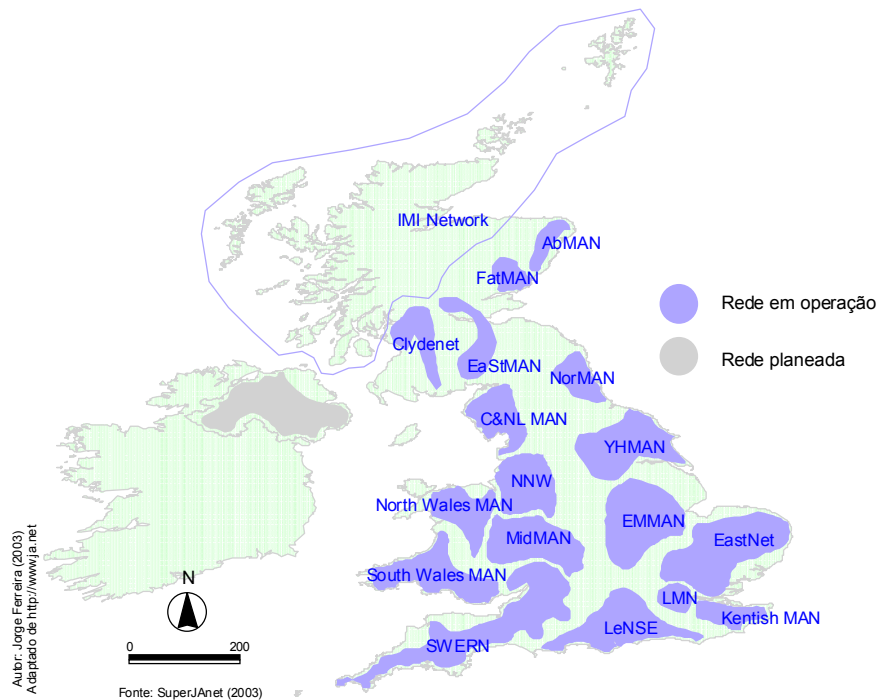 IMI Network
AbMAN
FatMAN
Rede em operação
Clydenet
Rede planeada
EaStMAN
NorMAN
C&NL MAN
YHMAN
NNW
North Wales MAN
EMMAN
MidMAN
EastNet
South Wales MAN
LMN
Kentish MAN
LeNSE
SWERN
N
0 200
Autor: Jorge Ferreira (2003)
Adaptado de http://www.ja.net
Fonte: SuperJAnet (2003)